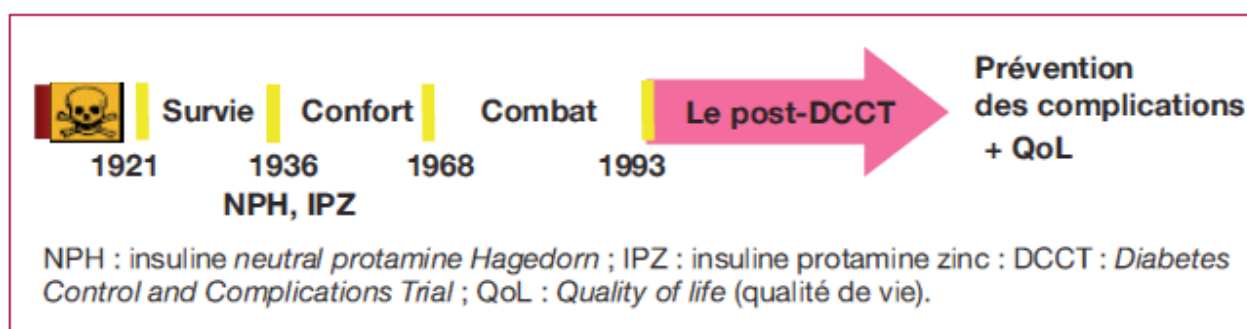 Survie Confort Combat Le post-DCCT
Prévention
des complications
+ QoL
1921 1936 1968 1993
NPH, IPZ
NPH : insuline neutral protamine Hagedorn ; IPZ : insuline protamine zinc : DCCT : Diabetes
Control and Complications Trial ; QoL : Quality of life (qualité de vie).